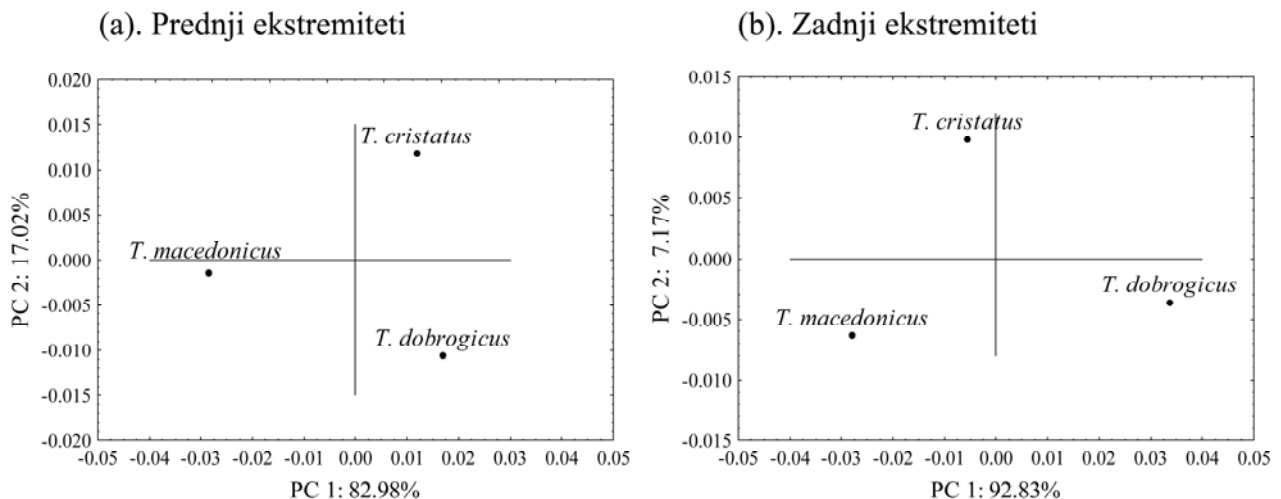 (a). Prednji ekstremiteti
0.020
0.015
0.010
0.005
0.000
-0.005
-0.010
-0.015
-0.020
PC 2: 17.02%
T. cristatus
T. macedonicus
T. dobrogicus
-0.05 -0.04 -0.03 -0.02 -0.01 0.00 0.01 0.02 0.03 0.04 0.05
PC 1: 82.98%
(b). Zadnji ekstremiteti
0.015
0.010
0.005
0.000
-0.005
-0.010
-0.015
PC 2: 7.17%
T. cristatus
T. dobrogicus
T. macedonicus
-0.05 -0.04 -0.03 -0.02 -0.01 0.00 0.01 0.02 0.03 0.04 0.05
PC 1: 92.83%